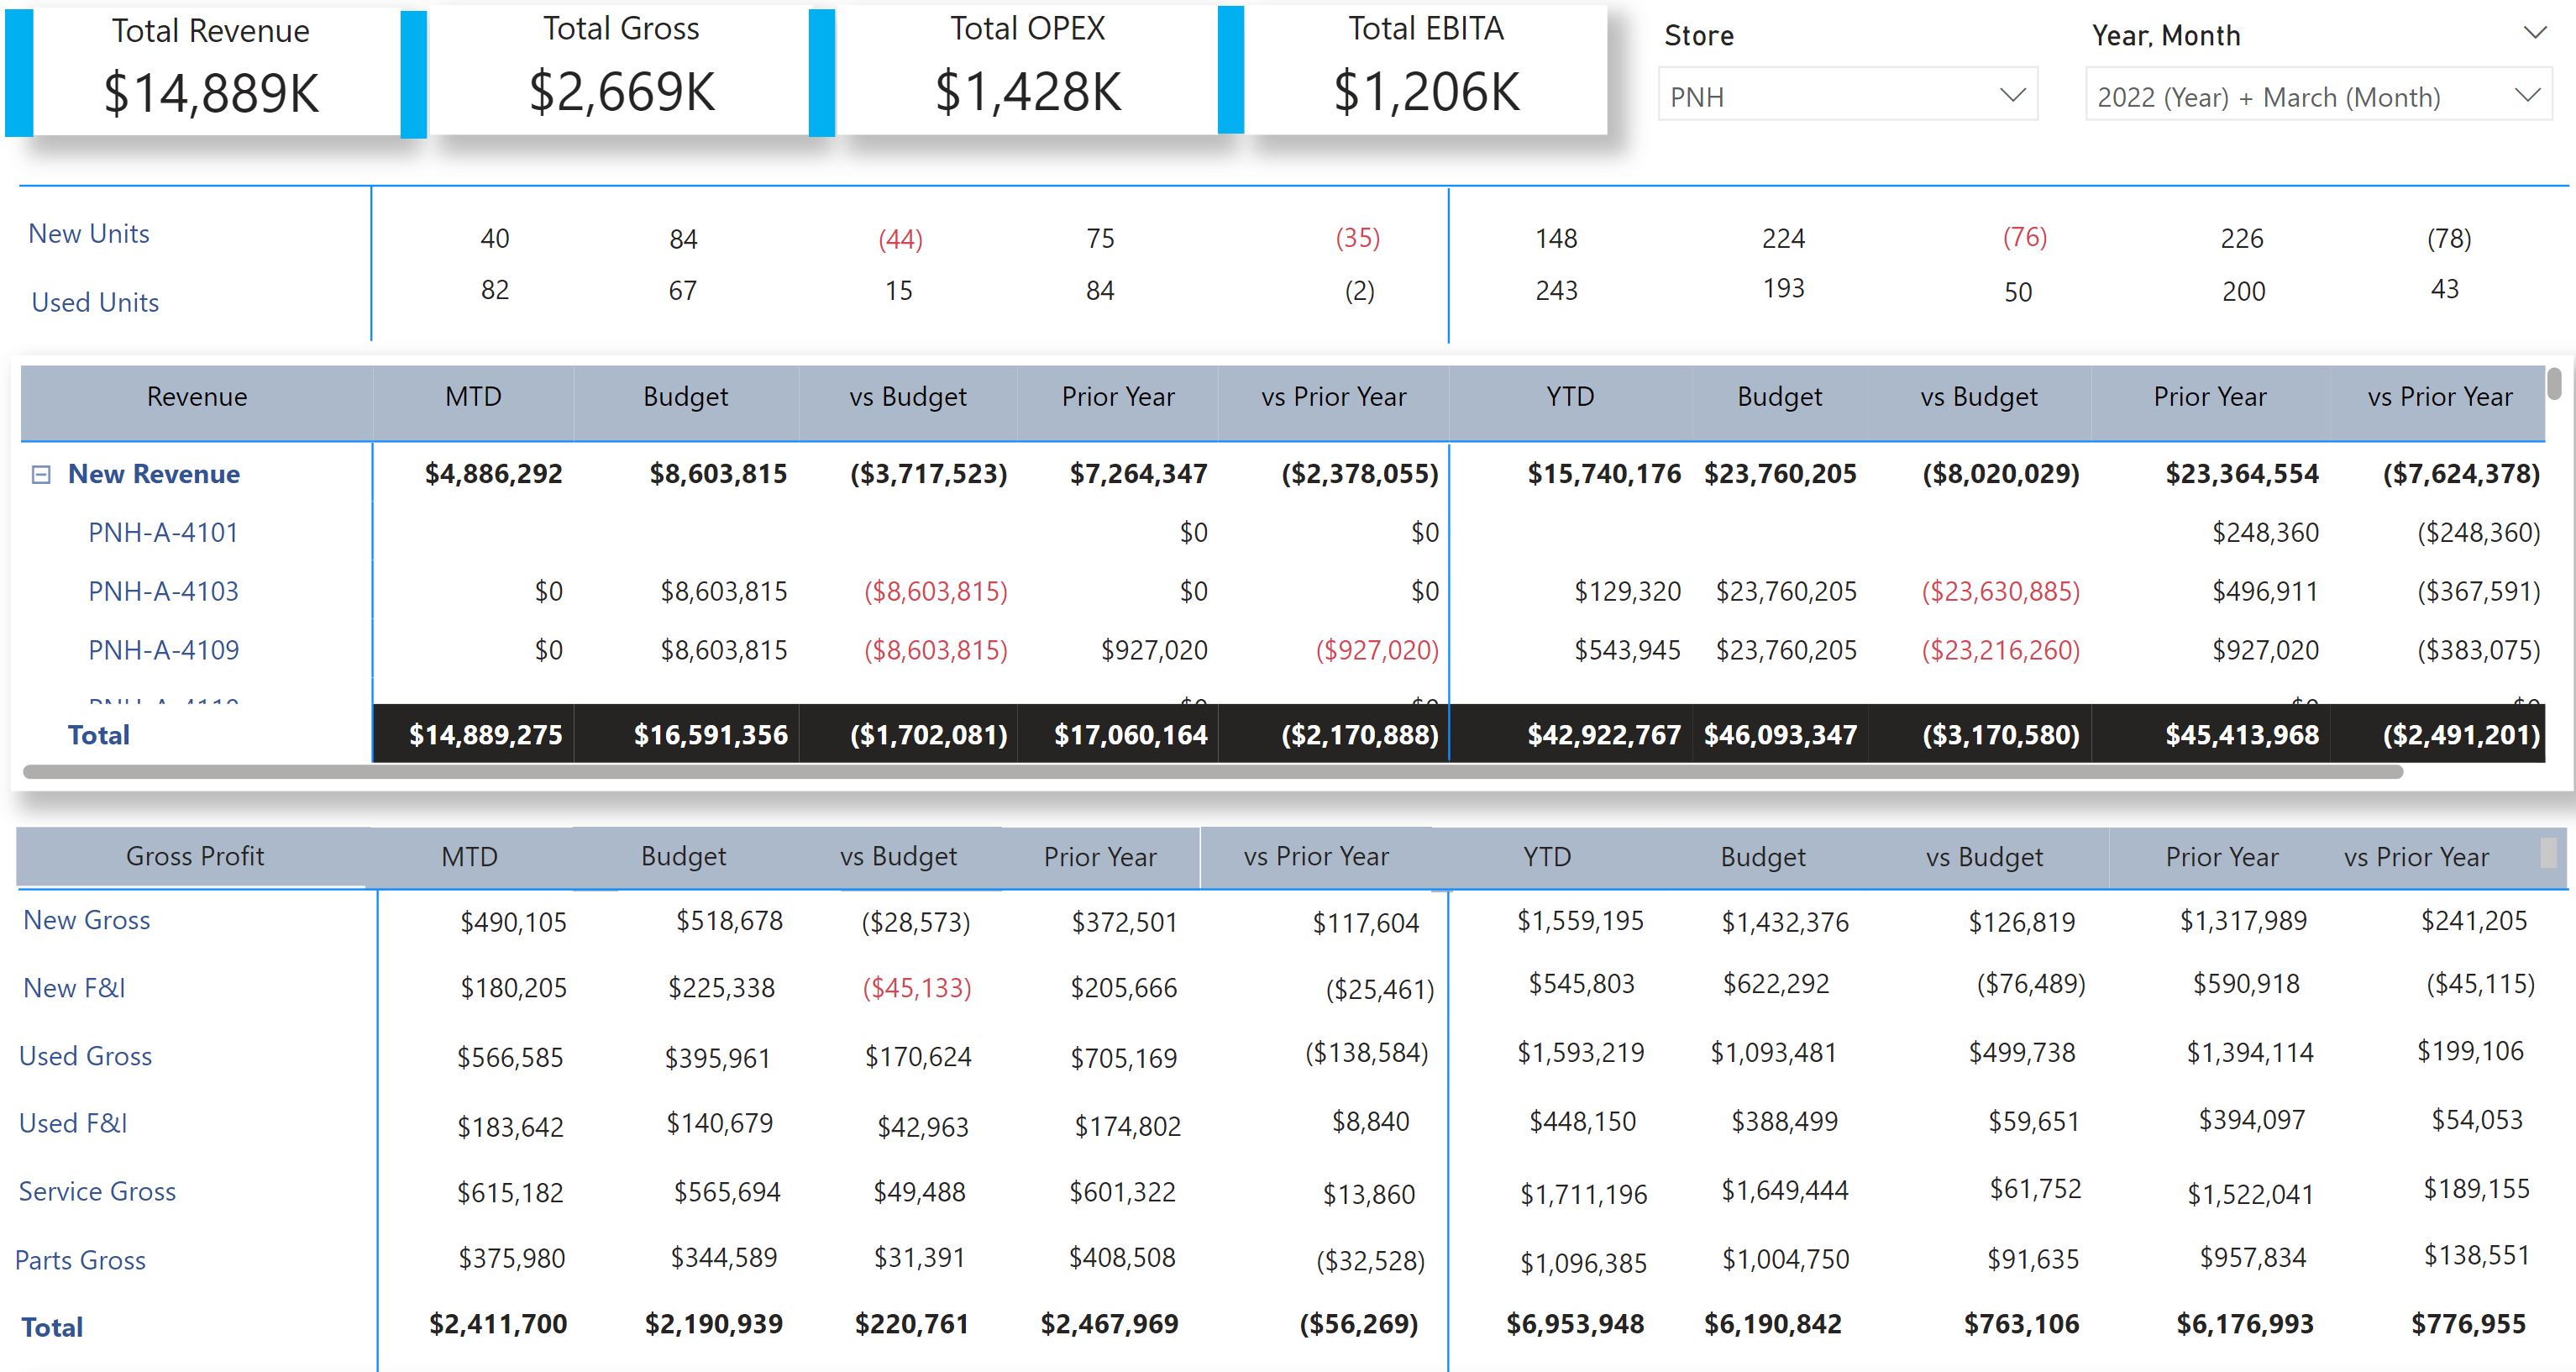 Total Revenue Total Gross Total OPEX Total EBITA Store Year, Month
$14,889K $2,669K $1,428K $1,206K PNH 2022 (Year) + March (Month)
New Units 40 84 (44) 75 (35) 148 224 (76) 226 (78)
Used Units 82 67 15 84 (2) 243 193 50 200 43
Revenue MTD Budget vs Budget Prior Year vs Prior Year YTD Budget vs Budget Prior Year vs Prior Year
New Revenue $4,886,292 $8,603,815 ($3,717,523) $7,264,347 ($2,378,055) $15,740,176 $23,760,205 ($8,020,029) $23,364,554 ($7,624,378)
PNH-A-4101 $0 $0 $248,360 ($248,360)
PNH-A-4103 $0 $8,603,815 ($8,603,815) $0 $0 $129,320 $23,760,205 ($23,630,885) $496,911 ($367,591)
PNH-A-4109 $0 $8,603,815 ($8,603,815) $927,020 ($927,020) $543,945 $23,760,205 ($23,216,260) $927,020 ($383,075)
Total $14,889,275 $16,591,356 ($1,702,081) $17,060,164 ($2,170,888) $42,922,767 $46,093,347 ($3,170,580) $45,413,968 ($2,491,201)
Gross Profit MTD Budget vs Budget Prior Year vs Prior Year YTD Budget vs Budget Prior Year vs Prior Year
New Gross $490,105 $518,678 ($28,573) $372,501 $117,604 $1,559,195 $1,432,376 $126,819 $1,317,989 $241,205
New F&I $180,205 $225,338 ($45,133) $205,666 ($25,461) $545,803 $622,292 ($76,489) $590,918 ($45,115)
Used Gross $566,585 $395,961 $170,624 $705,169 ($138,584) $1,593,219 $1,093,481 $499,738 $1,394,114 $199,106
Used F&I $183,642 $140,679 $42,963 $174,802 $8,840 $448,150 $388,499 $59,651 $394,097 $54,053
Service Gross $615,182 $565,694 $49,488 $601,322 $13,860 $1,711,196 $1,649,444 $61,752 $1,522,041 $189,155
Parts Gross $375,980 $344,589 $31,391 $408,508 ($32,528) $1,096,385 $1,004,750 $91,635 $957,834 $138,551
Total $2,411,700 $2,190,939 $220,761 $2,467,969 ($56,269) $6,953,948 $6,190,842 $763,106 $6,176,993 $776,955